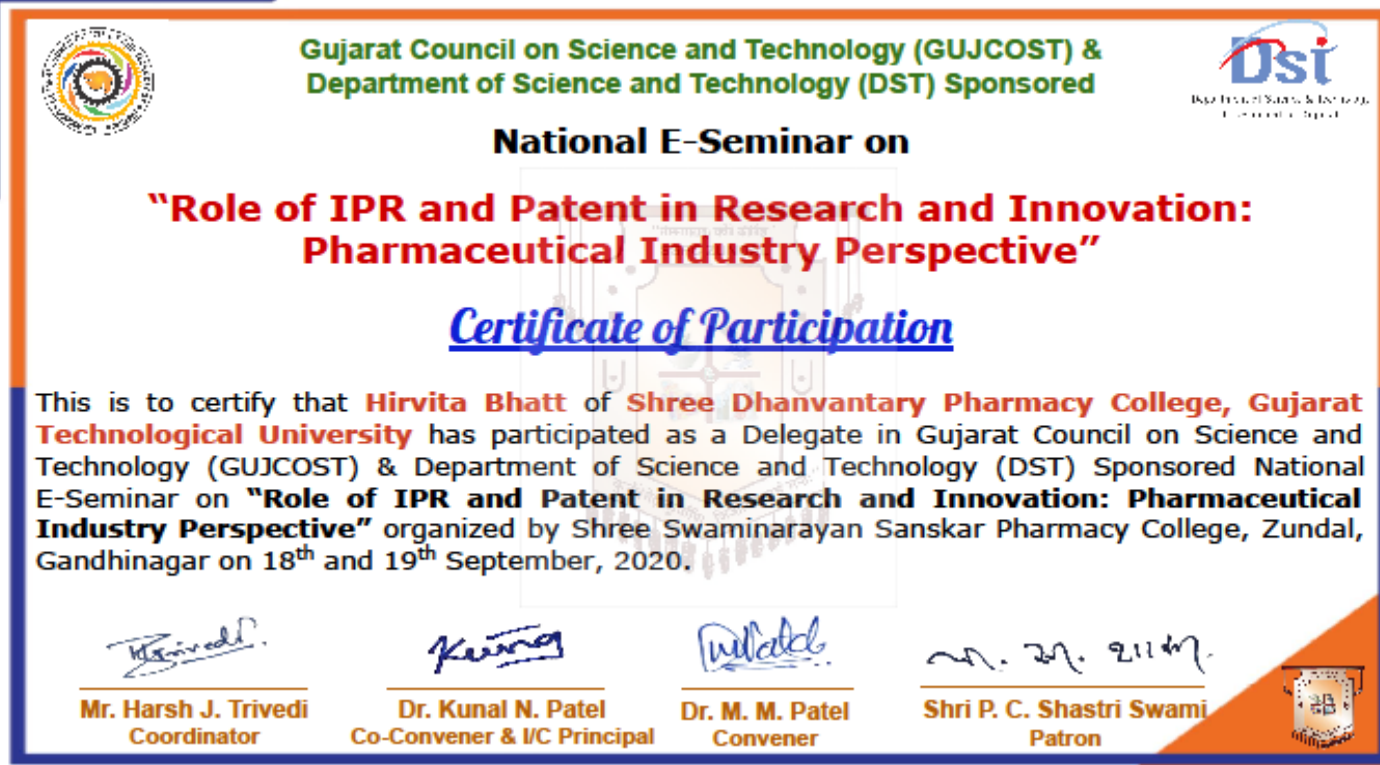 Gujarat Council on Science and Technology (GUJCOST) &
Department of Science and Technology (DST) Sponsored
Dst
National E-Seminar on
“Role of IPR and Patent in Research and Innovation:
Pharmaceutical Industry Perspective”
Certificate of Participation
This is to certify that Hirvita Bhatt of Shree Dhanvantary Pharmacy College, Gujarat
Technological University has participated as a Delegate in Gujarat Council on Science and
Technology (GUJCOST) & Department of Science and Technology (DST) Sponsored National
E-Seminar on “Role of IPR and Patent in Research and Innovation: Pharmaceutical
Industry Perspective” organized by Shree Swaminarayan Sanskar Pharmacy College, Zundal,
Gandhinagar on 18th and 19th September, 2020.
Mr. Harsh J. Trivedi
Coordinator
Dr. Kunal N. Patel
Co-Convener & I/C Principal
Dr. M. M. Patel
Convener
Shri P. C. Shastri Swami
Patron